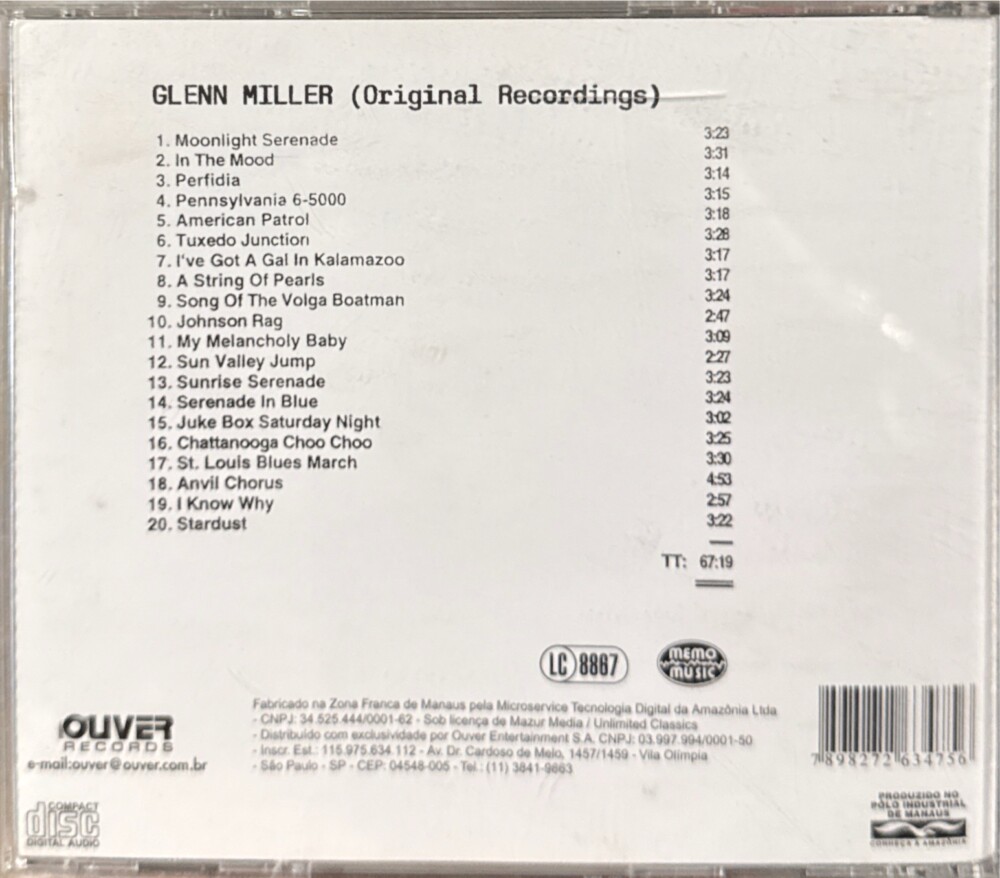 GLENN MILLER (Original Recordings)
1. Moonlight Serenade 3:23
2. In The Mood 3:31
3. Perfidia 3:14
4. Pennsylvania 6-5000 3:15
5. American Patrol 3:18
6. Tuxedo Junction 3:28
7. I've Got A Gal In Kalamazoo 3:17
8. A String Of Pearls 3:17
9. Song Of The Volga Boatman 3:24
10. Johnson Rag 2:47
11. My Melancholy Baby 3:09
12. Sun Valley Jump 2:27
13. Sunrise Serenade 3:23
14. Serenade In Blue 3:24
15. Juke Box Saturday Night 3:02
16. Chattanooga Choo Choo 3:25
17. St. Louis Blues March 3:30
18. Anvil Chorus 4:53
19. I Know Why 2:57
20. Stardust 3:22
TT: 67:19
LC 8867
MEMO
MUSIC
OUVER
RECORDS
e-mail:ouver@ouver.com.br
Fabricado na Zona Franca de Manaus pela Microservice Tecnologia Digital da Amazônia Ltda
- CNPJ: 34.525.444/0001-62 - Sob licença de Mazur Media / Unlimited Classics
- Distribuído com exclusividade por Ouver Entertainment S.A. CNPJ: 03.997.994/0001-50
- Inscr. Est.: 115.975.634.112 - Av. Dr. Cardoso de Melo, 1457/1459 - Vila Olímpia
- São Paulo - SP - CEP: 04548-005 - Tel.: (11) 3841-9663
7898272634756
COMPACT
disc
DIGITAL AUDIO
PRODUZIDO NO
PÓLO INDUSTRIAL
DE MANAUS
CONHEÇA A AMAZÔNIA